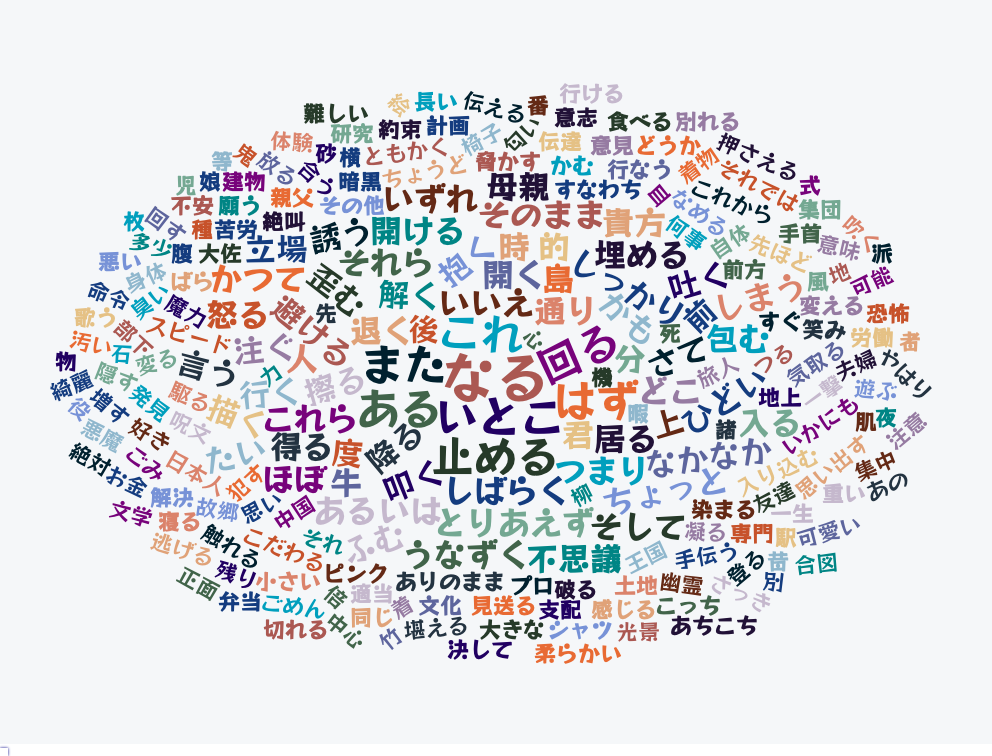 行ける
難しい
長い
伝える
番
意志
食べる
別れる
研究
約束
計画
椅子
匂い
伝達
意見
どうか
押さえる
体験
砂
横
ともかく
ちょうど
脅かす
かむ
行なう
着物
それでは
等
鬼
放る
合う
暗黒
いずれ
母親
すなわち
皿
なめる
これから
式
児
娘
建物
親父
その他
そのまま
貴方
何事
集団
不安
願う
絶叫
誘う
開ける
自体
先ほど
手首
吹く
枚
回す
種
苦労
立場
それら
抱く
時
的
しっかり
埋める
吐く
前方
意味
派
多少
腹
大佐
悪い
身体
ばら
かつて
歪む
解く
開く
島
しまう
風
地
可能
命令
臭い
魔力
怒る
避ける
先
いいえ
通り
かも
前
変える
恐怖
歌う
部下
スピード
注ぐ
退く
後
これ
心
死
包む
すぐ
笑み
労働
者
汚い
石
変る
言う
人
また
なる
回る
分
さて
旅人
つる
気取る
夫婦
やはり
物
隠す
力
行く
擦る
機
どこ
ひどい
地上
一撃
遊ぶ
綺麗
発見
駆る
描く
これら
ある
いとこ
はず
暇
上
入る
いかにも
肌
夜
役
増す
呪文
得る
度
降る
止める
君
居る
諸
注意
悪魔
好き
たい
なかなか
絶対
ごみ
日本人
犯す
ほぼ
牛
叩く
しばらく
つまり
柳
ちょっと
入り込む
思い出す
集中
お金
解決
故郷
思い
中国
あるいは
とりあえず
そして
染まる
友達
重い
あの
文学
寝る
触れる
こだわる
それ
ふむ
うなずく
不思議
王国
凝る
専門
一生
駅
可愛い
逃げる
残り
小さい
ピンク
ありのまま
プロ
破る
手伝う
登る
昔
合図
正面
弁当
ごめん
倍
適当
着
文化
見送る
支配
土地
幽霊
さっき
別
切れる
中心
同じ
竹
堪える
大きな
シャツ
感じる
こっち
光景
あちこち
決して
柔らかい